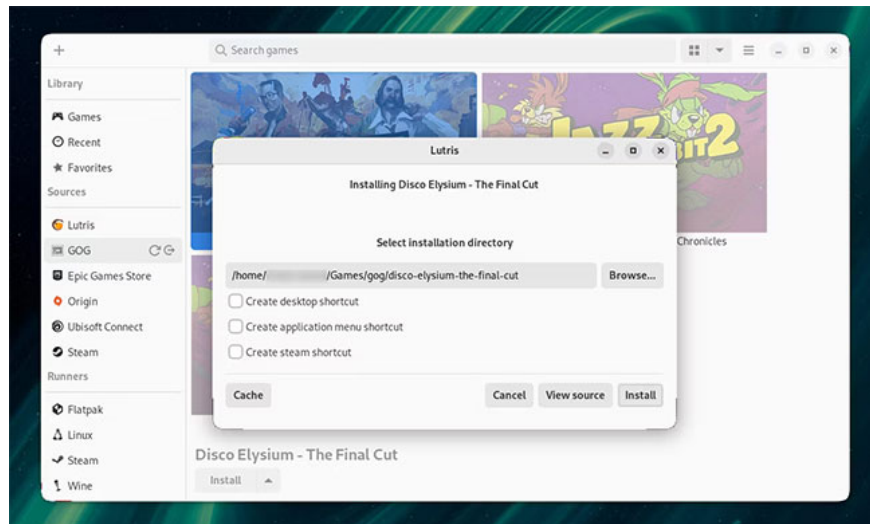 Search games
Library
Games
Recent
Favorites
Sources
Lutris
GOG
Epic Games Store
Origin
Ubisoft Connect
Steam
Runners
Flatpak
Linux
Steam
Wine
JAZZ
2
Chronicles
Lutris
Installing Disco Elysium - The Final Cut
Select installation directory
/home/ /Games/gog/disco-elysium-the-final-cut Browse...
Create desktop shortcut
Create application menu shortcut
Create steam shortcut
Cache Cancel View source Install
Disco Elysium - The Final Cut
Install